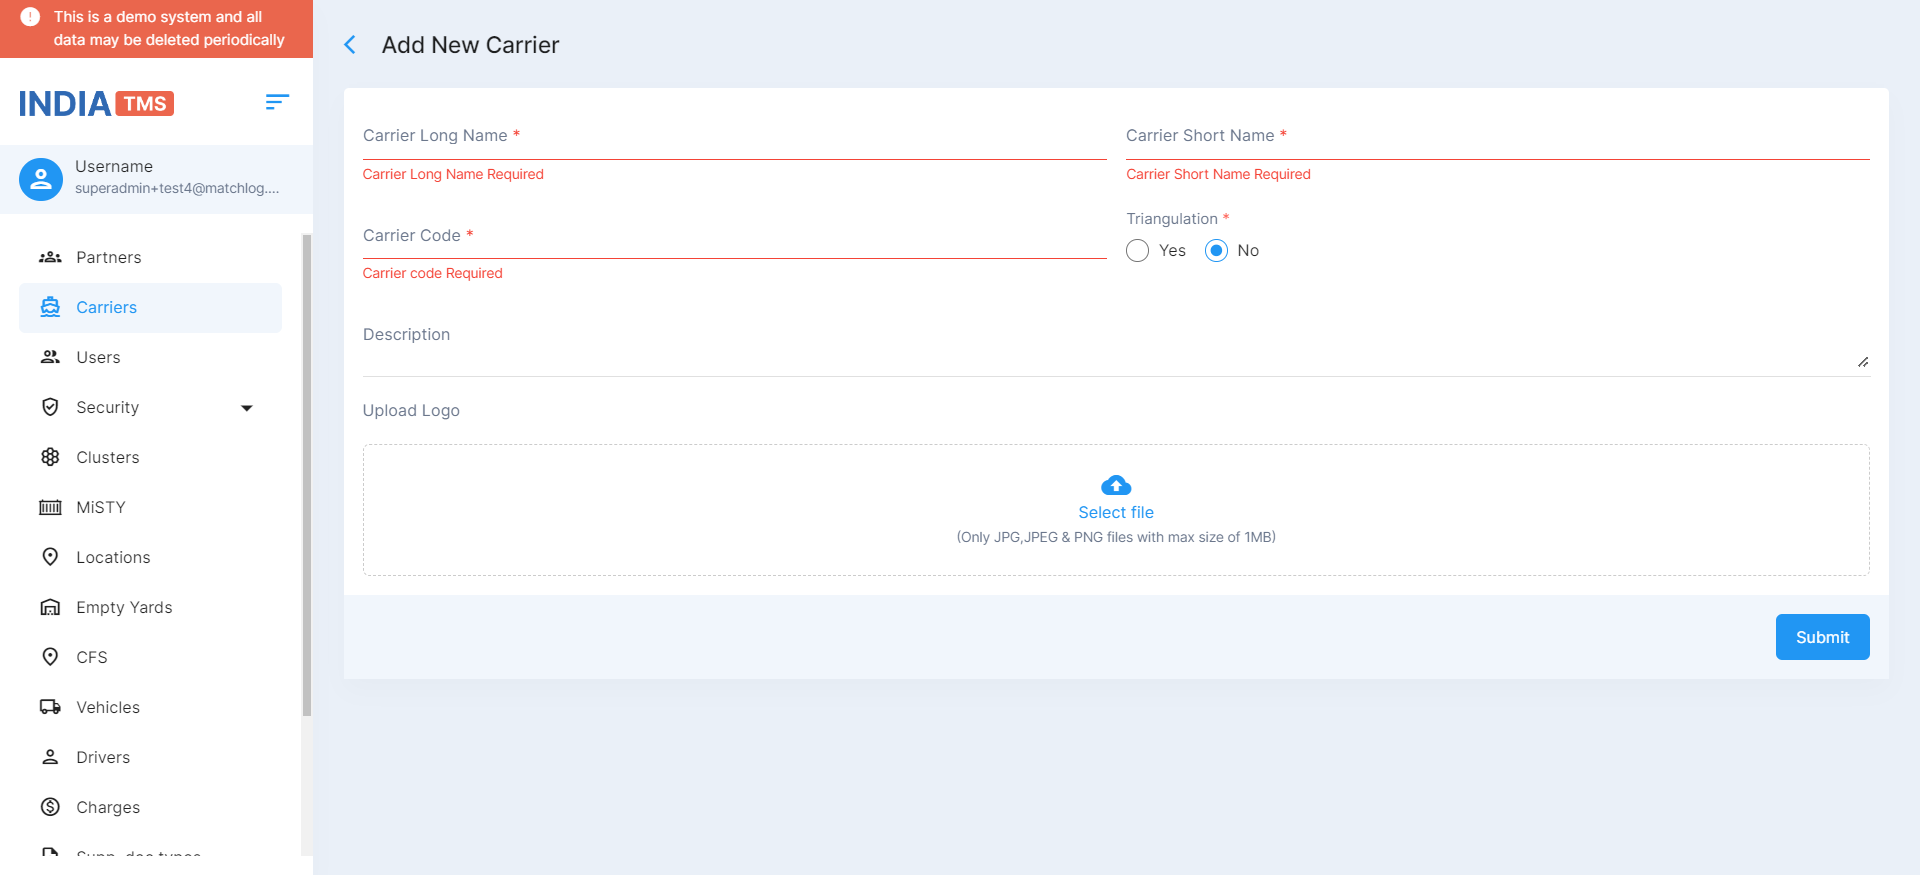 This is a demo system and all
data may be deleted periodically
INDIA TMS
Username
superadmin+test4@matchlog....
Partners
Carriers
Users
Security
Clusters
MiSTY
Locations
Empty Yards
CFS
Vehicles
Drivers
Charges
Supp. doc types
Add New Carrier
Carrier Long Name *
Carrier Long Name Required
Carrier Short Name *
Carrier Short Name Required
Carrier Code *
Carrier code Required
Triangulation *
Yes No
Description
Upload Logo
Select file
(Only JPG,JPEG & PNG files with max size of 1MB)
Submit